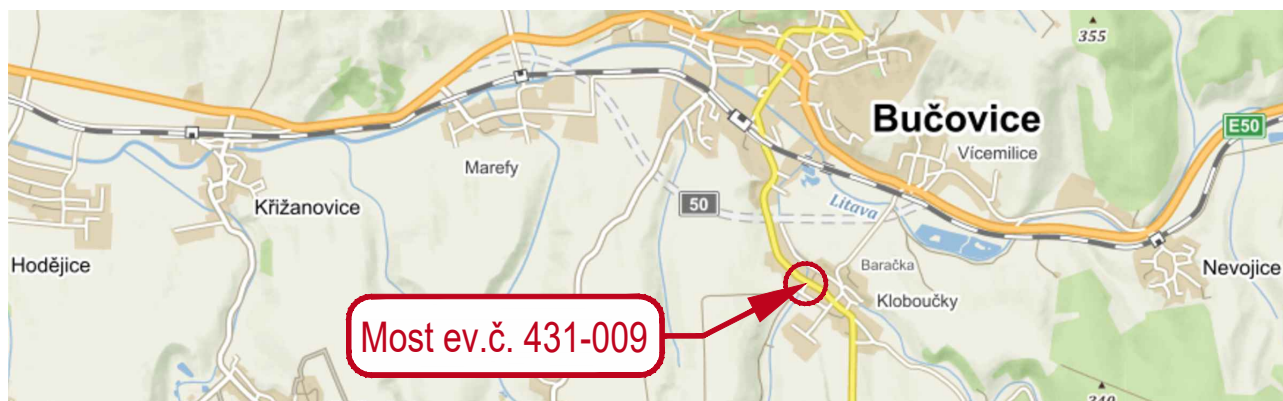 355
Bučovice
E50
Vícemilice
Marefy
Křižanovice
50
Litava
Hodějice
Baračka
Nevojice
Kloboučky
Most ev.č. 431-009
340